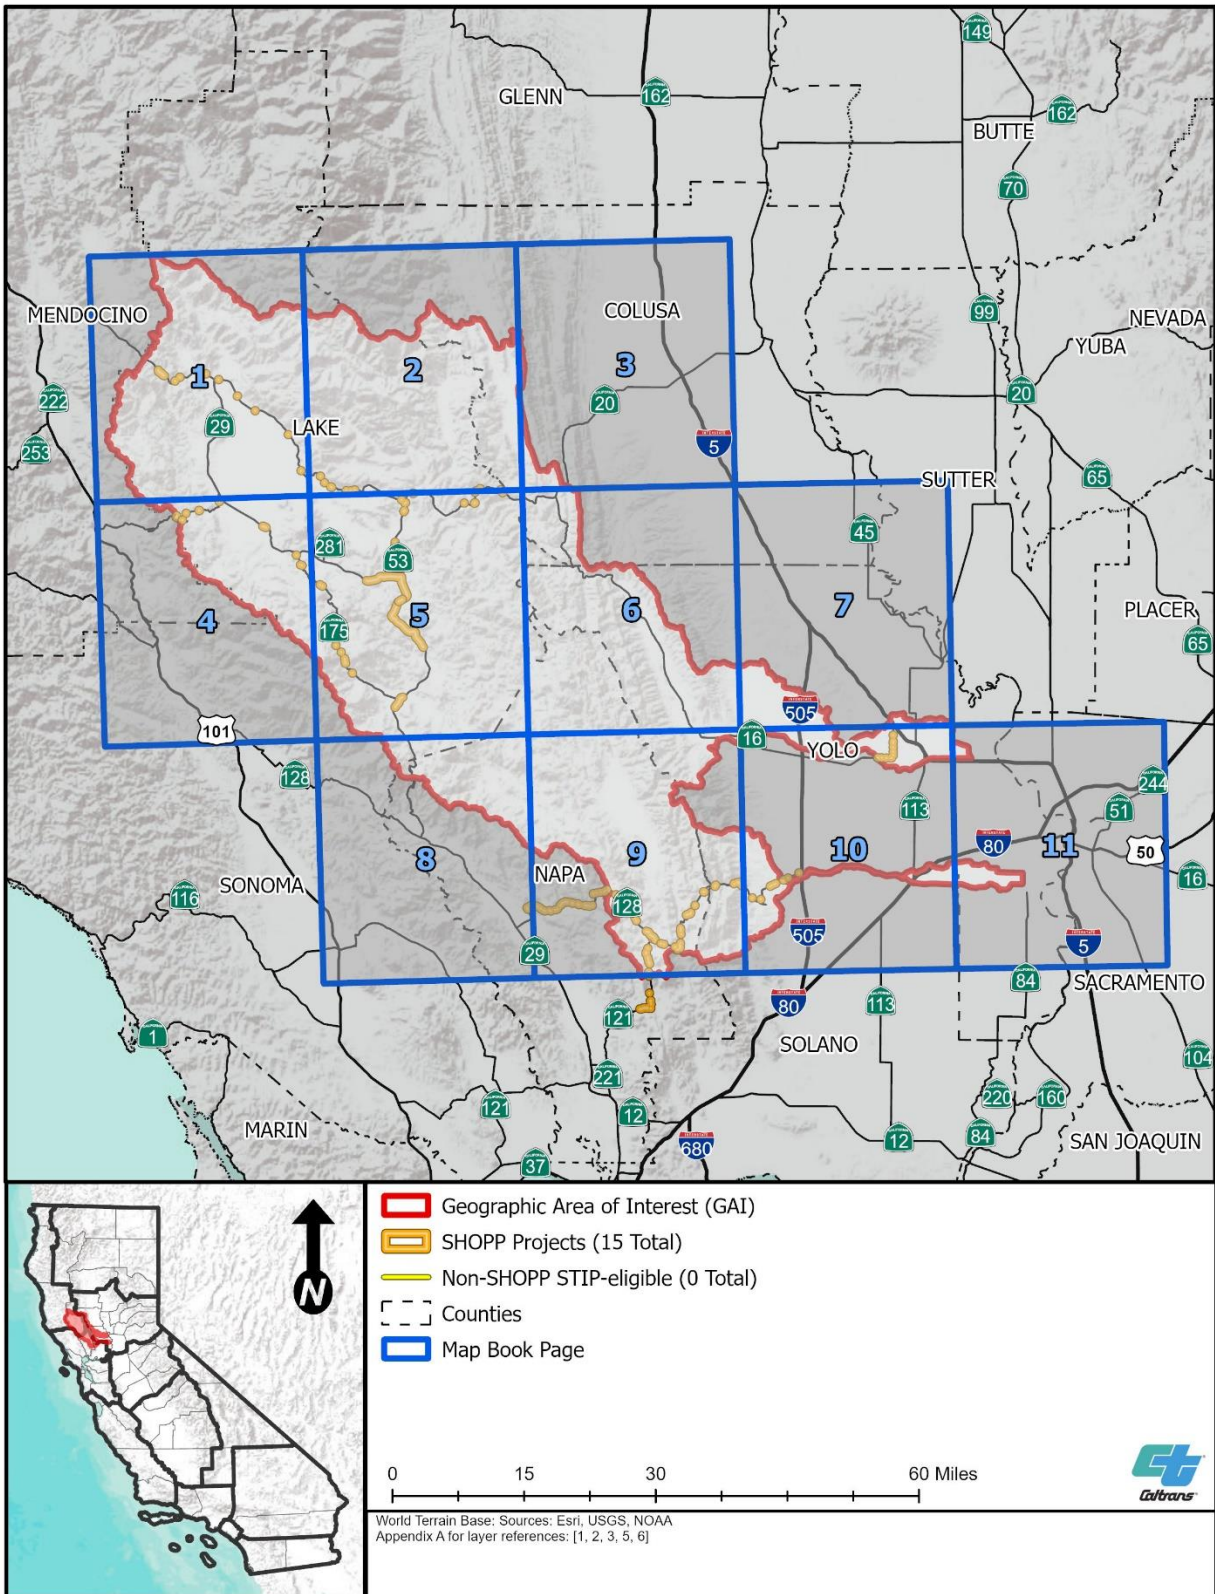 149
GLENN
162
162
BUTTE
70
MENDOCINO
COLUSA
99
NEVADA
YUBA
1
2
3
222
20
20
29
LAKE
253
5
65
SUTTER
45
281
53
4
5
6
7
PLACER
175
65
505
101
16
YOLO
128
244
113
51
80
8
9
10
11
50
NAPA
SONOMA
116
128
16
29
505
5
84
SACRAMENTO
80
113
121
1
SOLANO
104
221
220
160
121
12
MARIN
680
12
84
SAN JOAQUIN
37
N
Geographic Area of Interest (GAI)
SHOPP Projects (15 Total)
Non-SHOPP STIP-eligible (0 Total)
Counties
Map Book Page
0 15 30 60 Miles
Caltrans
World Terrain Base: Sources: Esri, USGS, NOAA
Appendix A for layer references: [1, 2, 3, 5, 6]